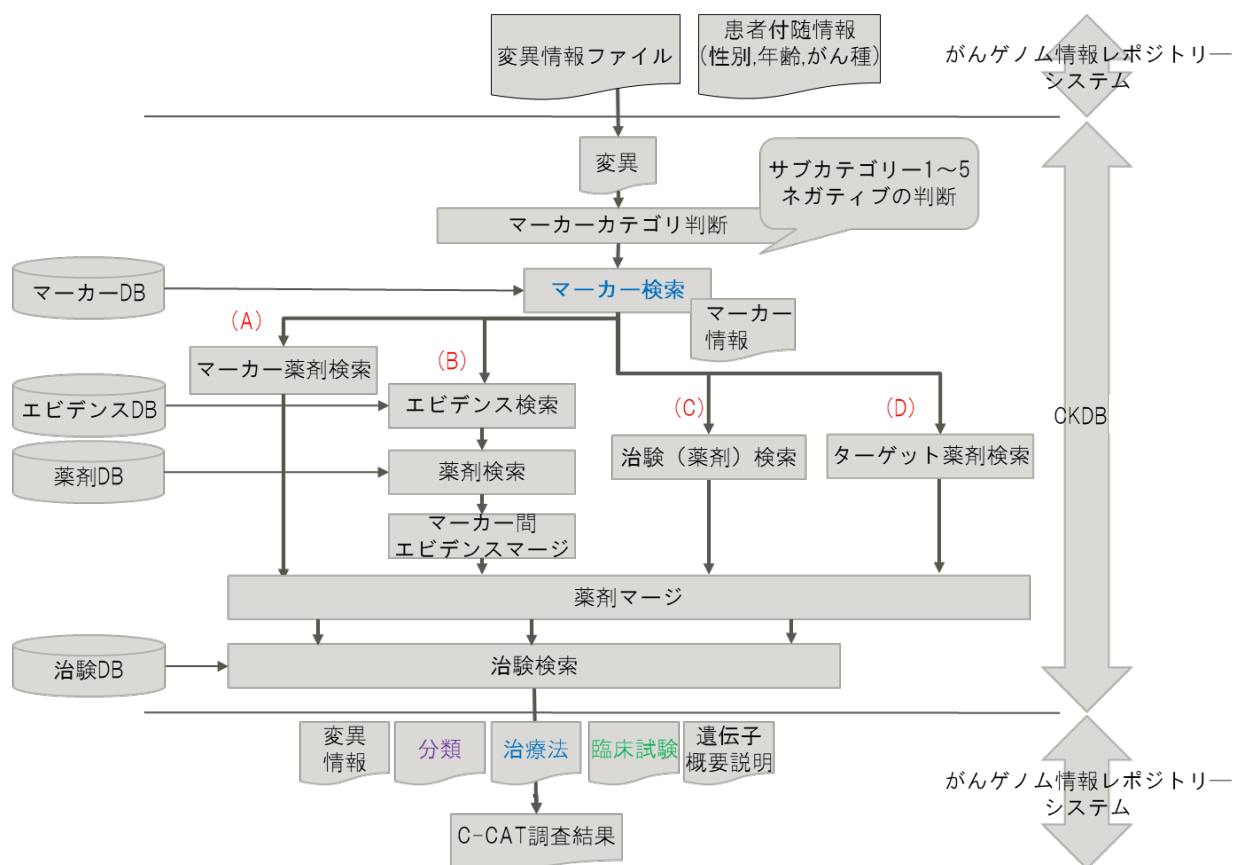 変異情報ファイル
患者付随情報
(性別,年齢,がん種)
がんゲノム情報レポジトリー
システム
変異
サブカテゴリー1～5
ネガティブの判断
マーカーカテゴリ判断
マーカーDB
マーカー検索
マーカー
情報
(A)
マーカー薬剤検索
(B)
エビデンスDB
エビデンス検索
(C)
(D)
CKDB
薬剤DB
薬剤検索
治験（薬剤）検索
ターゲット薬剤検索
マーカー間
エビデンスマージ
薬剤マージ
治験DB
治験検索
変異
情報
分類
治療法
臨床試験
遺伝子
概要説明
がんゲノム情報レポジトリー
システム
C-CAT調査結果